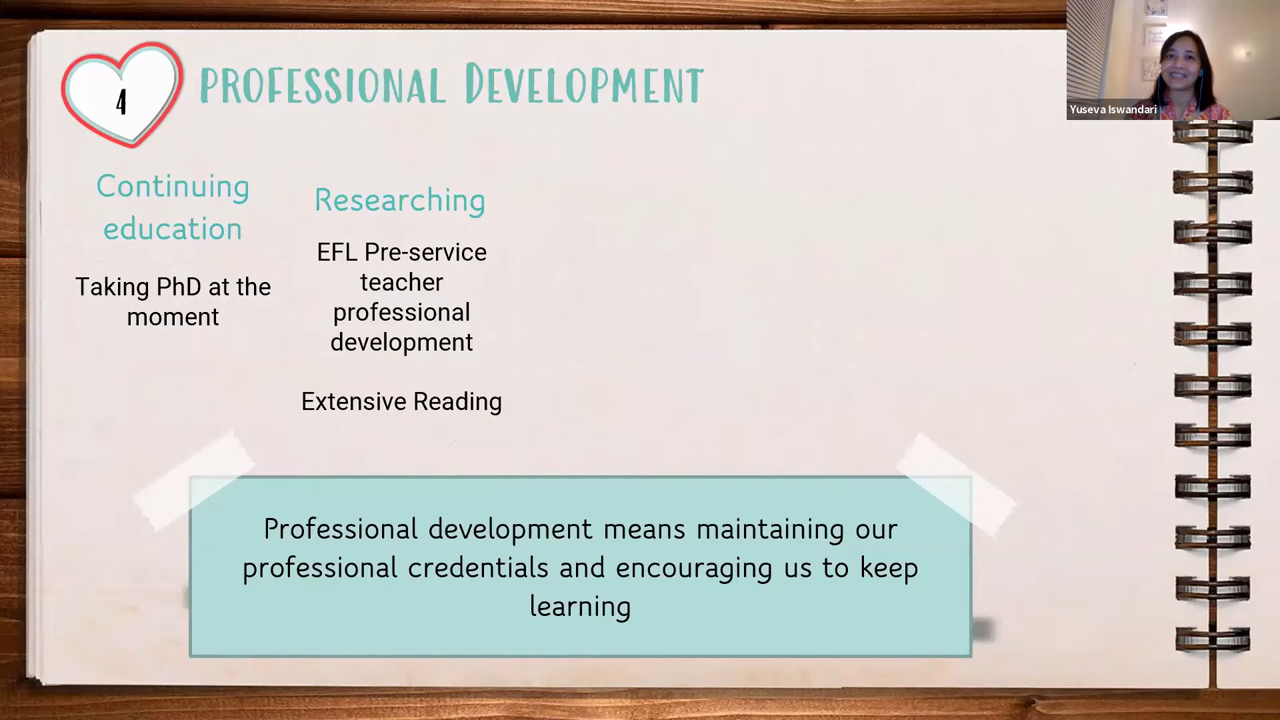 4
PROFESSIONAL DEVELOPMENT
Yuseva Iswandari
Continuing
education
Taking PhD at the
moment
Researching
EFL Pre-service
teacher
professional
development
Extensive Reading
Professional development means maintaining our
professional credentials and encouraging us to keep
learning